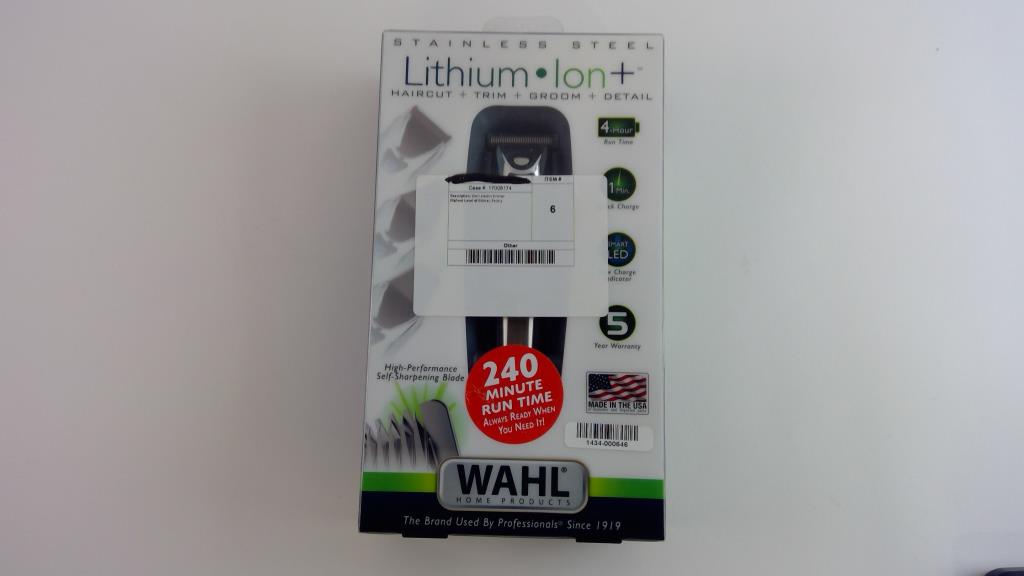 STAINLESS STEEL
Lithium•Ion+™
HAIRCUT + TRIM + GROOM + DETAIL
4-Hour
Run Time
1 Min.
Charge
SMART
LED
Charge
Indicator
5
Year Warranty
Case # 17008174
ITEM #
6
Other
High-Performance
Self-Sharpening Blade
240
MINUTE
RUN TIME
ALWAYS READY WHEN
YOU NEED IT!
MADE IN THE USA
1434-000646
WAHL®
HOME PRODUCTS
The Brand Used By Professionals® Since 1919